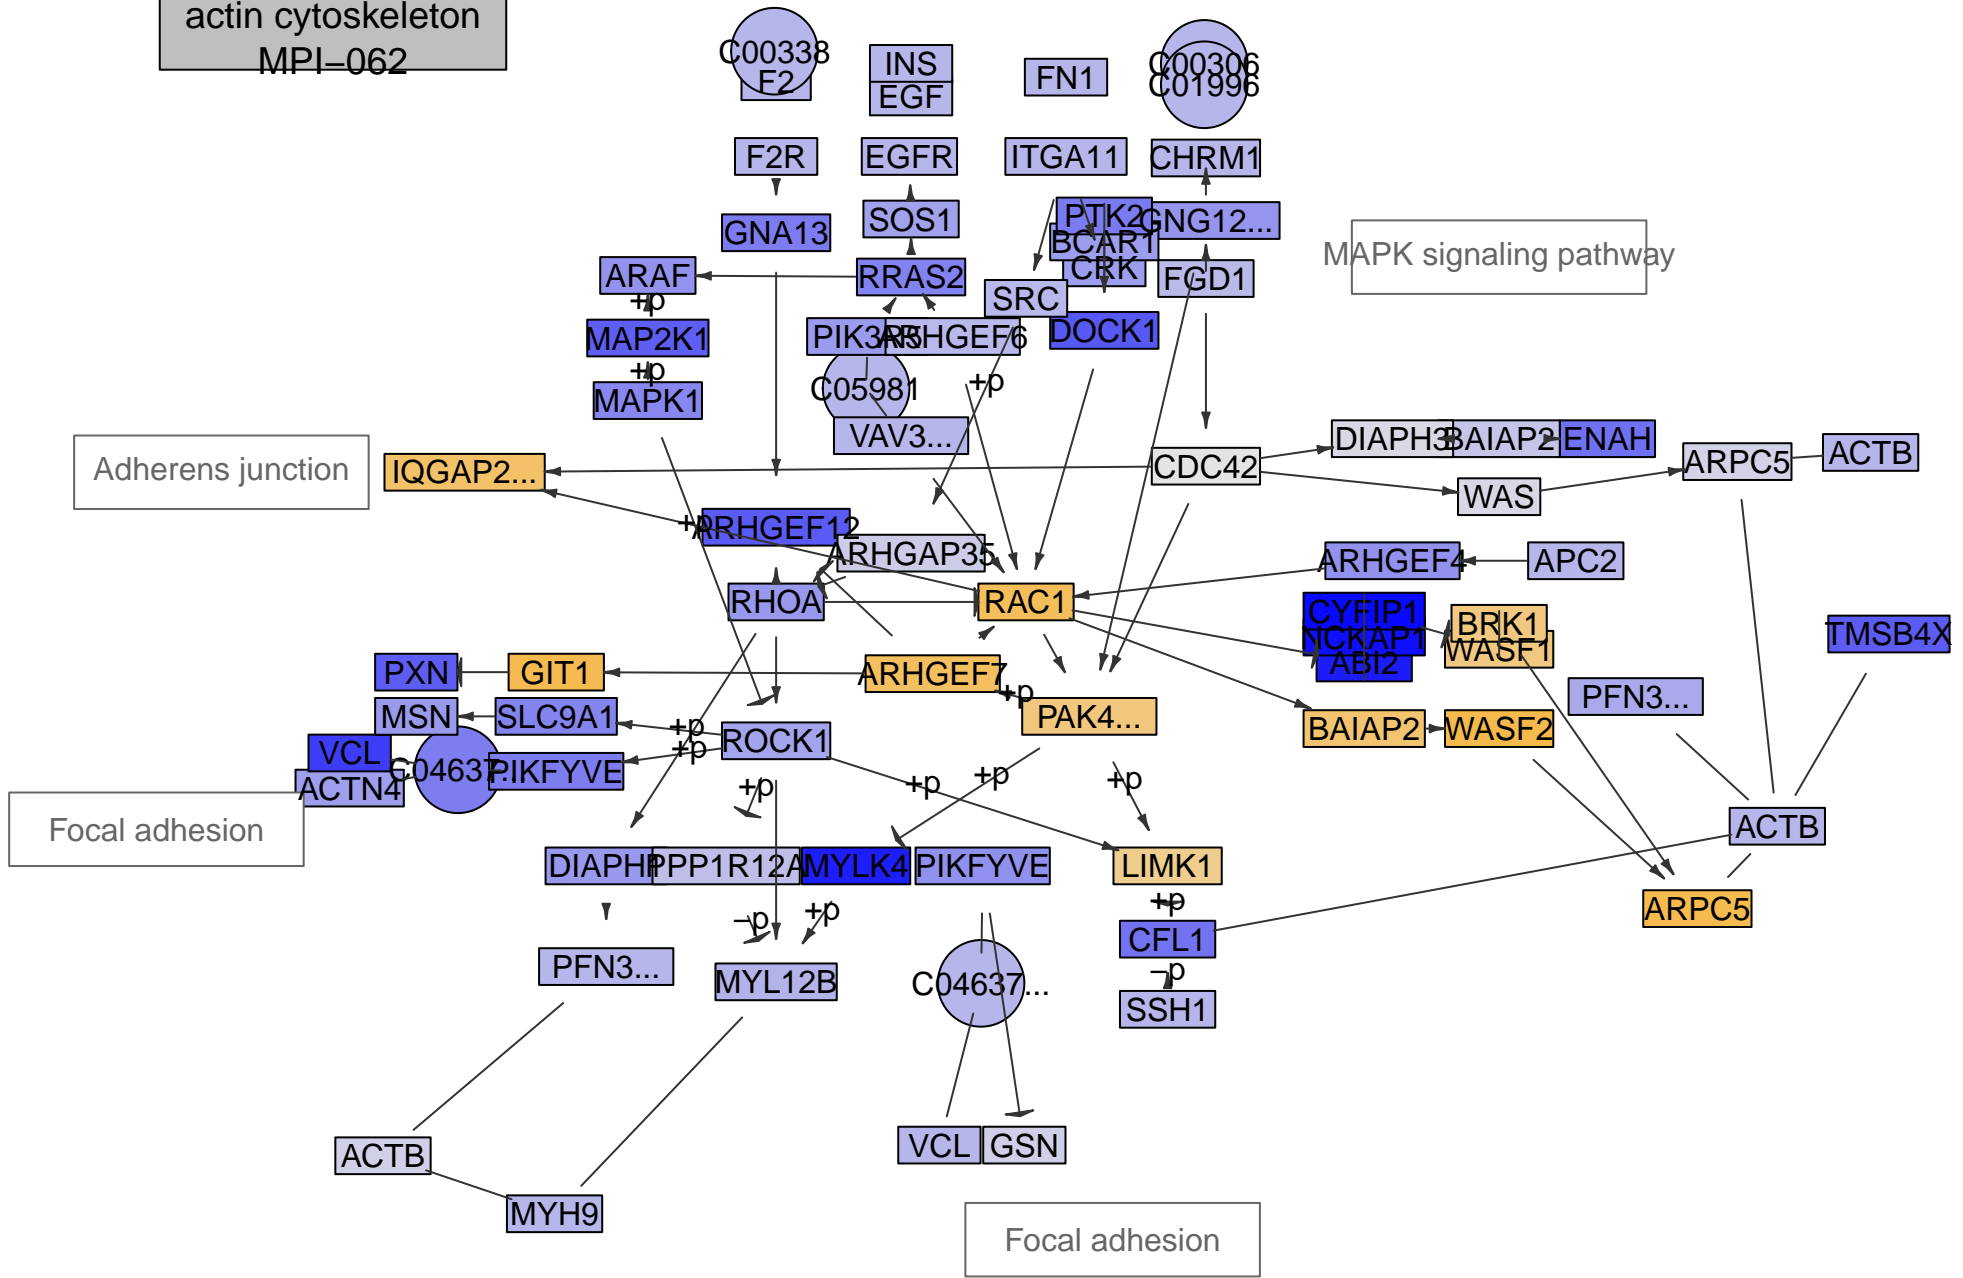 actin cytoskeleton
MPI−062
C00338
F2
INS
EGF
FN1
C00306
C01996
F2R
EGFR
ITGA11
CHRM1
GNA13
SOS1
PTK2
GNG12...
BCAR1
CRK
FGD1
MAPK signaling pathway
ARAF
RRAS2
SRC
+p
MAP2K1
PIK3R5
ARHGEF6
DOCK1
+p
MAPK1
C05981
+p
VAV3...
Adherens junction
IQGAP2...
CDC42
DIAPH3
BAIAP2
ENAH
ARPC5
ACTB
WAS
+p
ARHGEF12
ARHGAP35
ARHGEF4
APC2
RHOA
RAC1
CYFIP1
NCKAP1
ABI2
BRK1
WASF1
TMSB4X
PXN
GIT1
ARHGEF7
+p
PAK4...
PFN3...
MSN
SLC9A1
+p
ROCK1
BAIAP2
WASF2
VCL
ACTN4
C04637...
PIKFYVE
+p
+p
+p
+p
+p
Focal adhesion
ACTB
PPP1R12A
MYLK4
PIKFYVE
LIMK1
+p
ARPC5
−p
+p
CFL1
−p
PFN3...
MYL12B
C04637...
SSH1
ACTB
VCL
GSN
MYH9
Focal adhesion